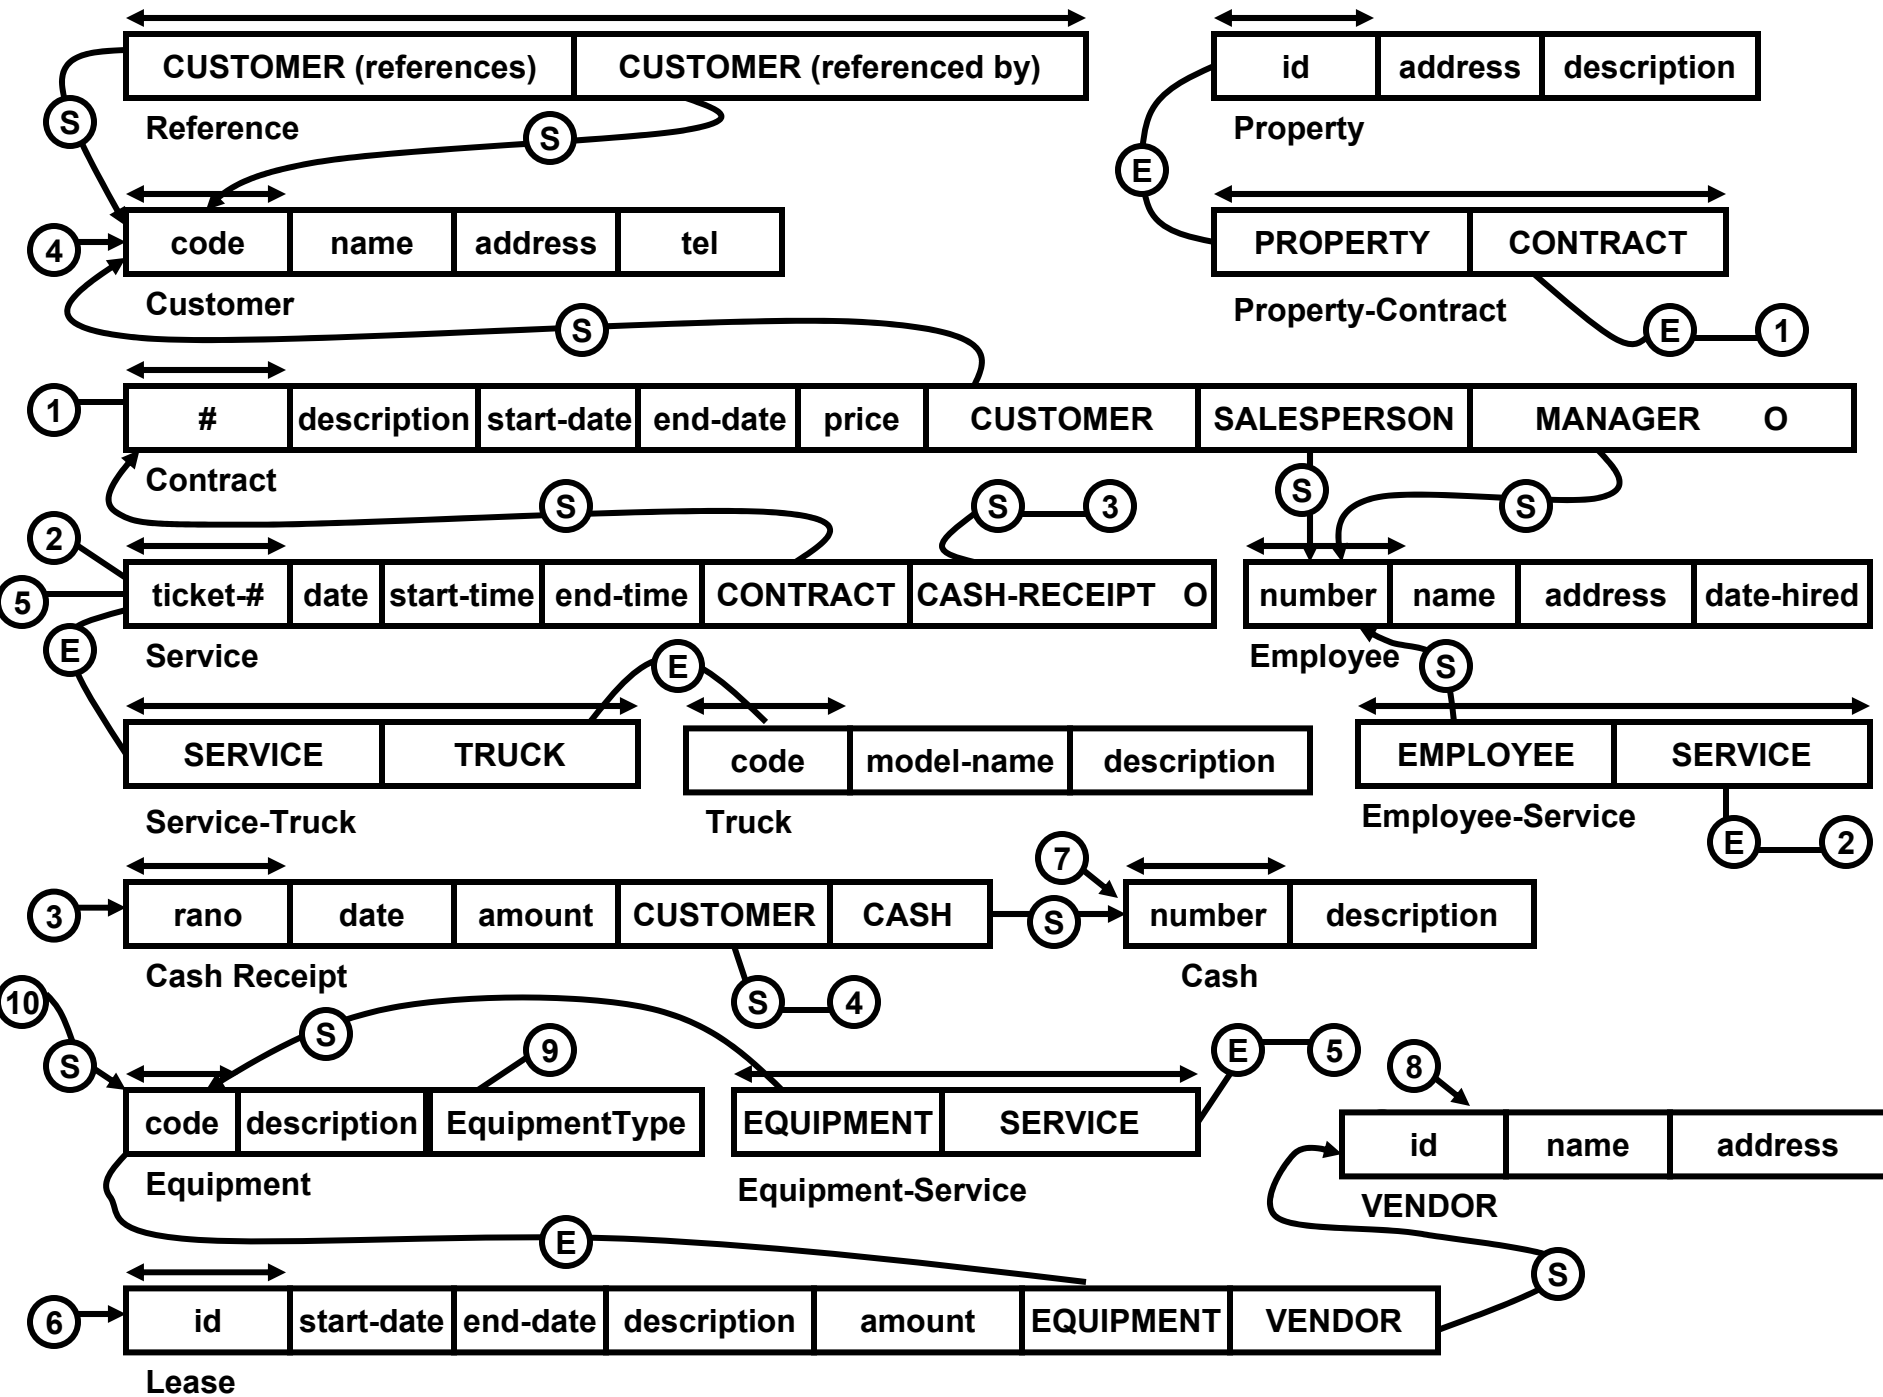 CUSTOMER (references) CUSTOMER (referenced by)
id address description
S
Reference
S
Property
E
4
code name address tel
PROPERTY CONTRACT
Customer
S
Property-Contract
E 1
1
# description start-date end-date price CUSTOMER SALESPERSON MANAGER O
Contract
S
S 3
S
S
2
5
ticket-# date start-time end-time CONTRACT CASH-RECEIPT O
number name address date-hired
E
Service
E
Employee
S
SERVICE TRUCK
code model-name description
EMPLOYEE SERVICE
Service-Truck
Truck
Employee-Service
E 2
7
3
rano date amount CUSTOMER CASH
S
number description
Cash Receipt
Cash
10
S 4
S
9
E 5
S
8
code description EquipmentType
EQUIPMENT SERVICE
id name address
Equipment
Equipment-Service
VENDOR
E
S
6
id start-date end-date description amount EQUIPMENT VENDOR
Lease